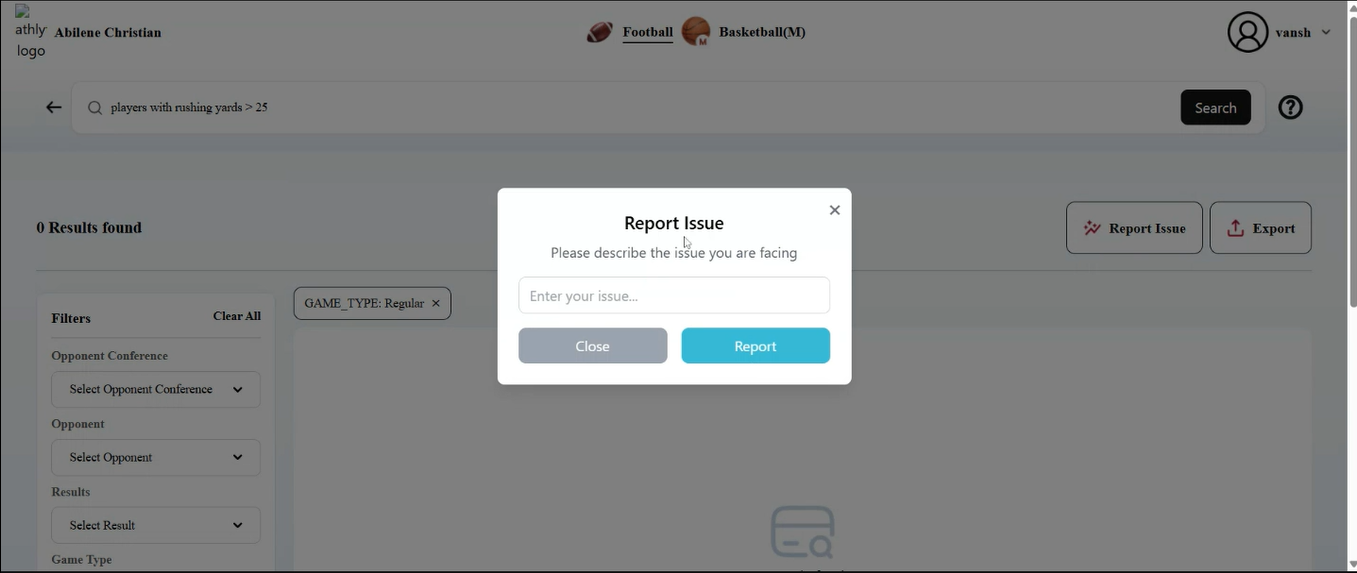 athly
logo
Abilene Christian
Football
M
Basketball(M)
vansh
players with rushing yards > 25
Search
0 Results found
Report Issue
Export
Report Issue
Please describe the issue you are facing
Enter your issue...
Close
Report
Filters
Clear All
GAME_TYPE: Regular ×
Opponent Conference
Select Opponent Conference
Opponent
Select Opponent
Results
Select Result
Game Type